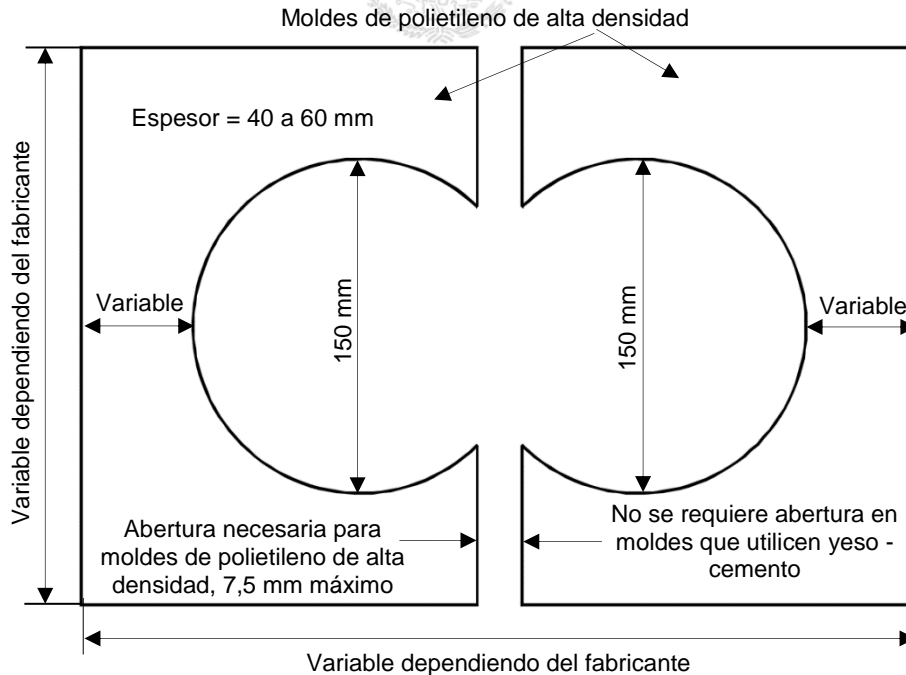 Moldes de polietileno de alta densidad
Espesor = 40 a 60 mm
Variable dependiendo del fabricante
Variable
150 mm
150 mm
Variable
Abertura necesaria para
moldes de polietileno de alta
densidad, 7,5 mm máximo
No se requiere abertura en
moldes que utilicen yeso -
cemento
Variable dependiendo del fabricante